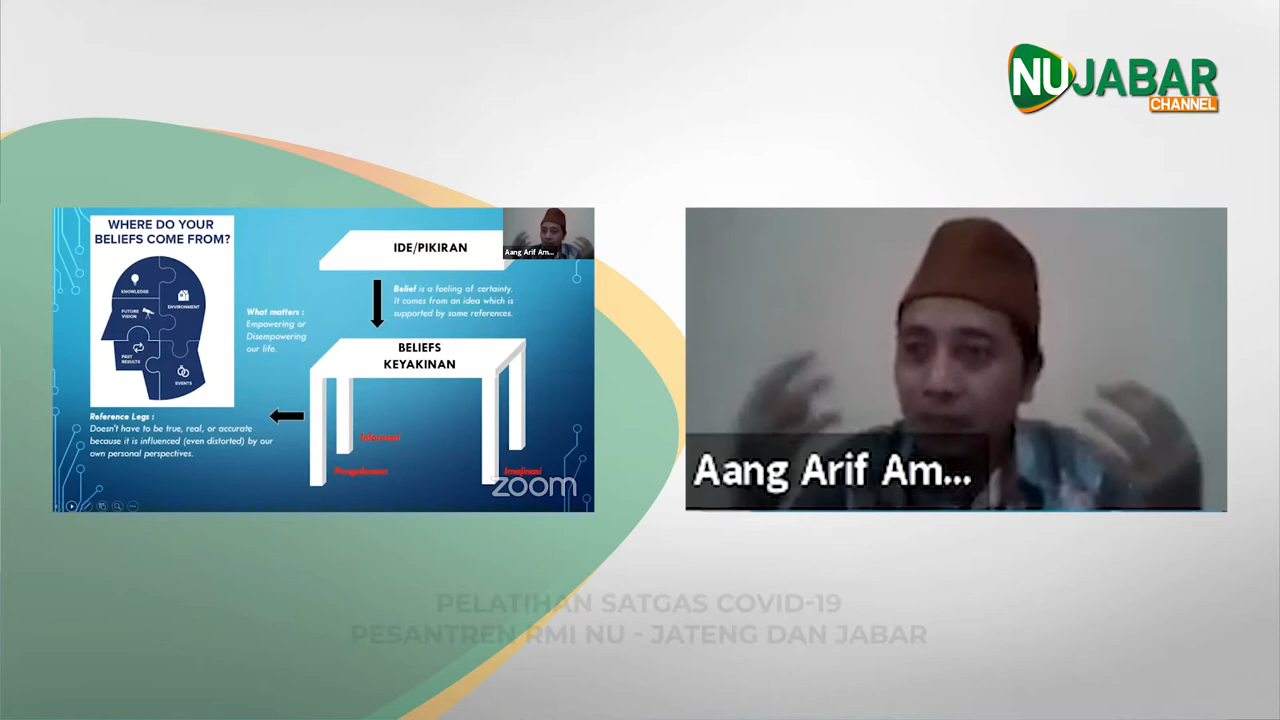 NU JABAR
CHANNEL
WHERE DO YOUR
BELIEFS COME FROM?
KNOWLEDGE
ENVIRONMENT
FUTURE
VISION
PAST
RESULTS
EVENTS
IDE/PIKIRAN
Aang Arif Am...
Belief is a feeling of certainty.
It comes from an idea which is
supported by some references.
What matters :
Empowering or
Disempowering
our life.
BELIEFS
KEYAKINAN
Reference Legs :
Doesn't have to be true, real, or accurate
because it is influenced (even distorted) by our
own personal perspectives.
Informasi
Pengalaman
Imajinasi
zoom
Aang Arif Am...
PELATIHAN SATGAS COVID-19
PESANTREN RMI NU - JATENG DAN JABAR